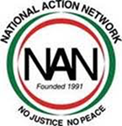 NATIONAL ACTION NETWORK
NAN
Founded 1991
NO JUSTICE NO PEACE